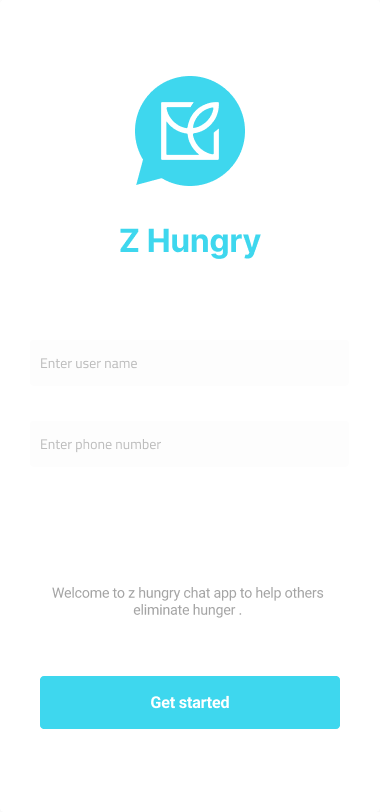 Z Hungry
Enter user name
Enter phone number
Welcome to z hungry chat app to help others
eliminate hunger .
Get started